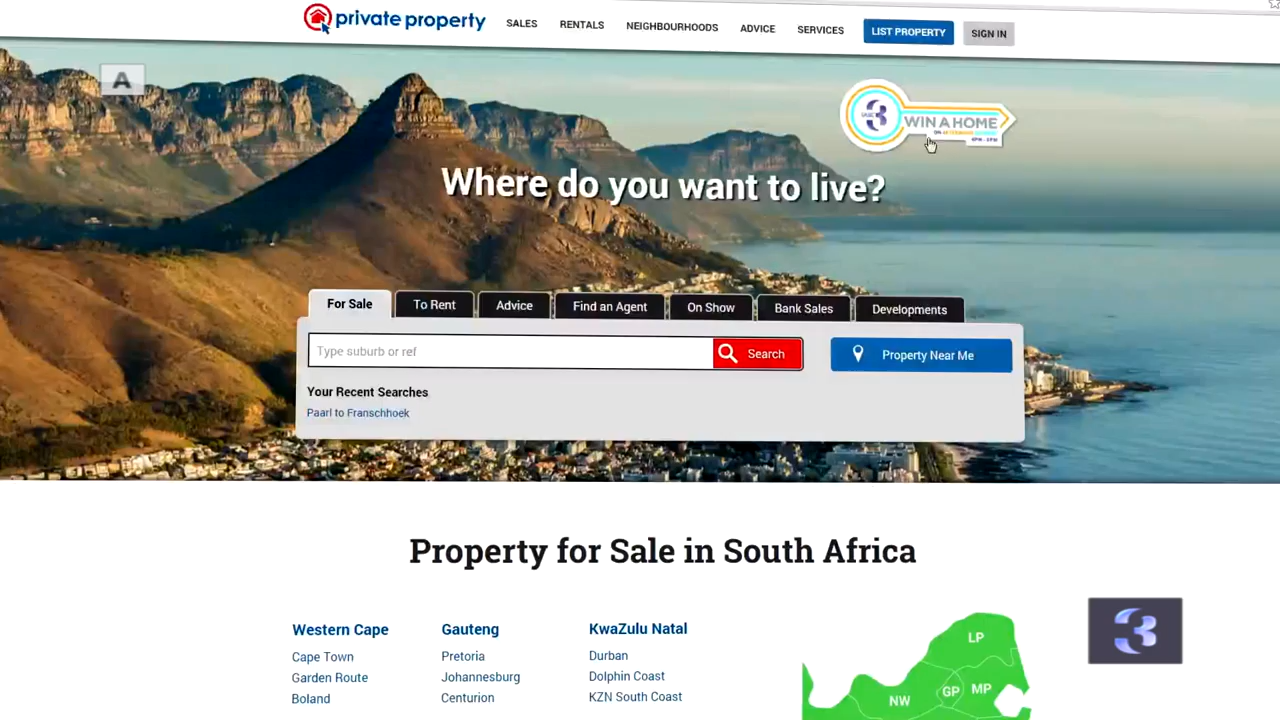 private property
SALES
RENTALS
NEIGHBOURHOODS
ADVICE
SERVICES
LIST PROPERTY
SIGN IN
A
3
WIN A HOME
Where do you want to live?
For Sale
To Rent
Advice
Find an Agent
On Show
Bank Sales
Developments
Type suburb or ref
Search
Property Near Me
Your Recent Searches
Paarl to Franschhoek
Property for Sale in South Africa
Western Cape
Cape Town
Garden Route
Boland
Gauteng
Pretoria
Johannesburg
Centurion
KwaZulu Natal
Durban
Dolphin Coast
KZN South Coast
LP
NW
GP
MP
3